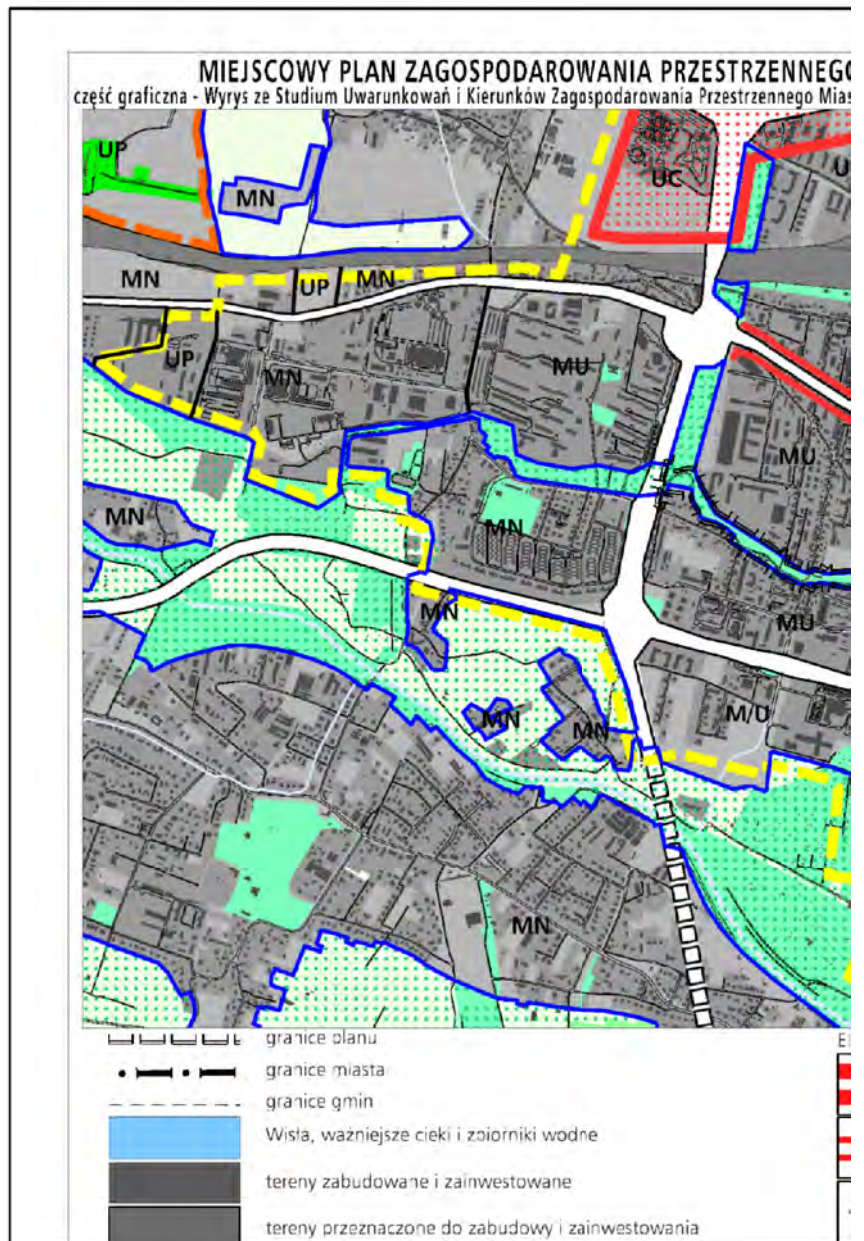 MIEJSCOWY PLAN ZAGOSPODAROWANIA PRZESTRZENNEGO
część graficzna - Wyrys ze Studium Uwarunkowań i Kierunków Zagospodarowania Przestrzennego Mias
UP
UC
U
MN
MN
UP
MN
UP
MN
MU
MU
MN
MN
MN
MU
M/U
MN
MN
MN
granice planu
granice miasta
granice gmin
Wisła, ważniejsze cieki i zbiorniki wodne
tereny zabudowane i zainwestowane
tereny przeznaczone do zabudowy i zainwestowania